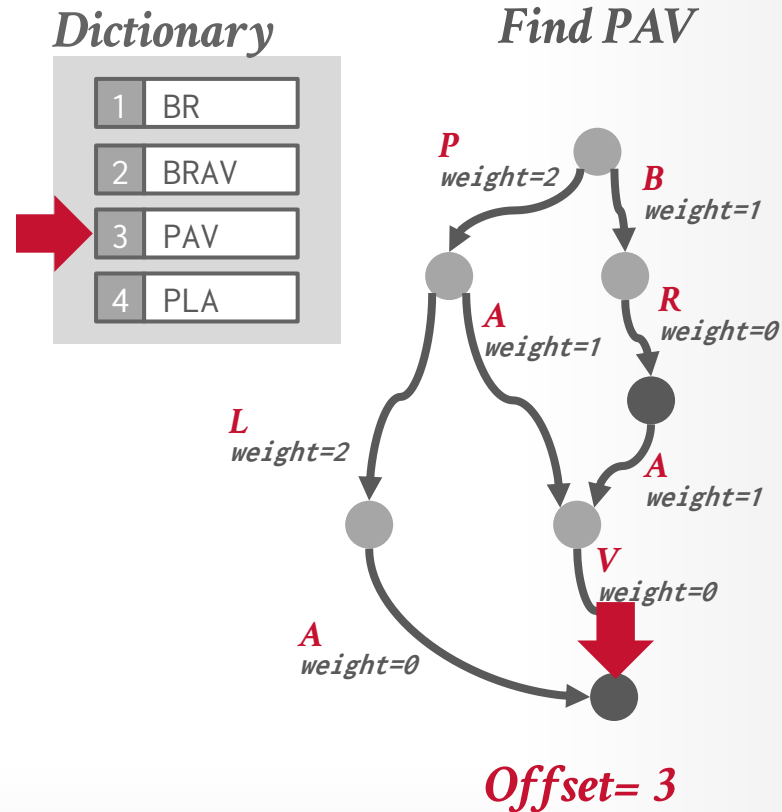 Dictionary
1 BR
2 BRAV
3 PAV
4 PLA
Find PAV
P
weight=2
B
weight=1
R
weight=0
A
weight=1
L
weight=2
A
weight=1
V
weight=0
A
weight=0
Offset= 3